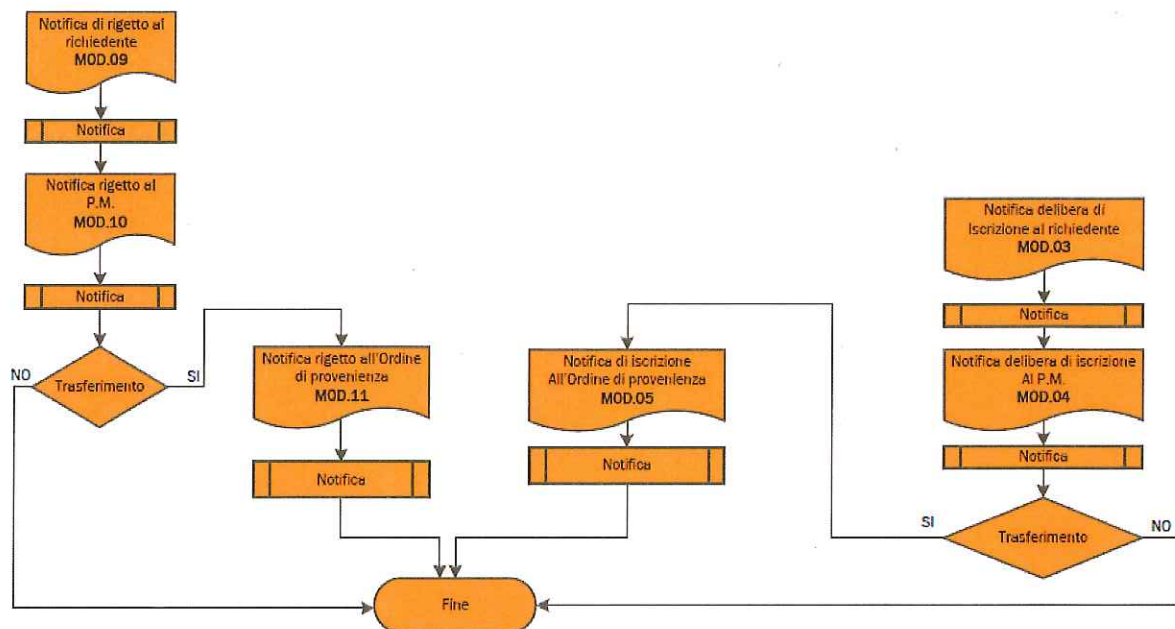 Notifica di rigetto al
richiedente
MOD.09
Notifica
Notifica rigetto al
P.M.
MOD.10
Notifica
NO
Trasferimento
SI
Notifica rigetto all'Ordine
di provenienza
MOD.11
Notifica
Notifica di iscrizione
All'Ordine di provenienza
MOD.05
Notifica
Notifica delibera di
Iscrizione al richiedente
MOD.03
Notifica
Notifica delibera di iscrizione
Al P.M.
MOD.04
Notifica
SI
Trasferimento
NO
Fine